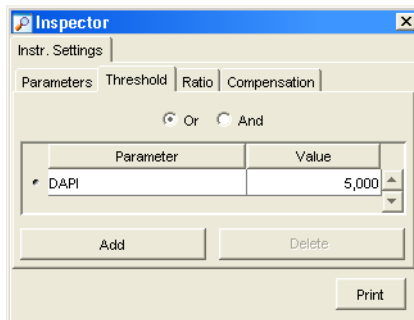 Inspector
Instr. Settings
Parameters Threshold Ratio Compensation
Or And
Parameter Value
DAPI 5,000
Add Delete
Print